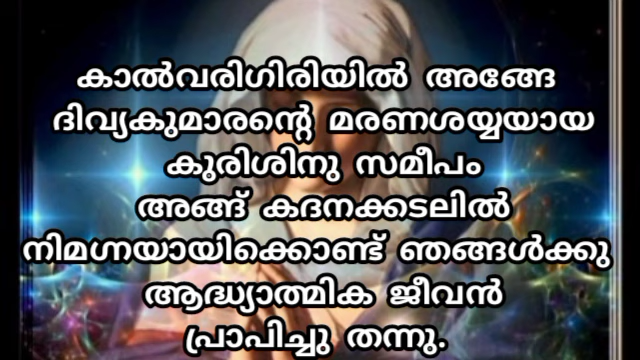 കാൽവരിഗിരിയിൽ അങ്ങേ
ദിവ്യകുമാരന്റെ മരണശയ്യയായ
കുരിശിനു സമീപം
അങ്ങ് കദനക്കടലിൽ
നിമഗ്നയായിക്കൊണ്ട് ഞങ്ങൾക്കു
ആദ്ധ്യാത്മിക ജീവൻ
പ്രാപിച്ചു തന്നു.